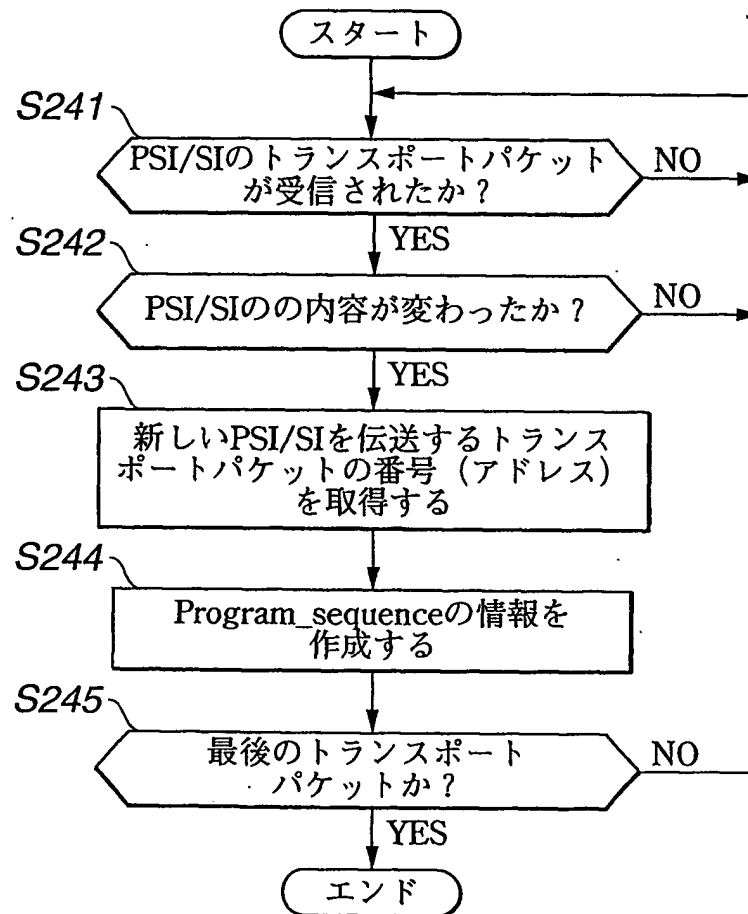 スタート
S241
PSI/SIのトランスポートパケット
が受信されたか？
NO
YES
S242
PSI/SIのの内容が変わったか？
NO
YES
S243
新しいPSI/SIを伝送するトランス
ポートパケットの番号（アドレス）
を取得する
S244
Program_sequenceの情報を
作成する
S245
最後のトランスポート
パケットか？
NO
YES
エンド